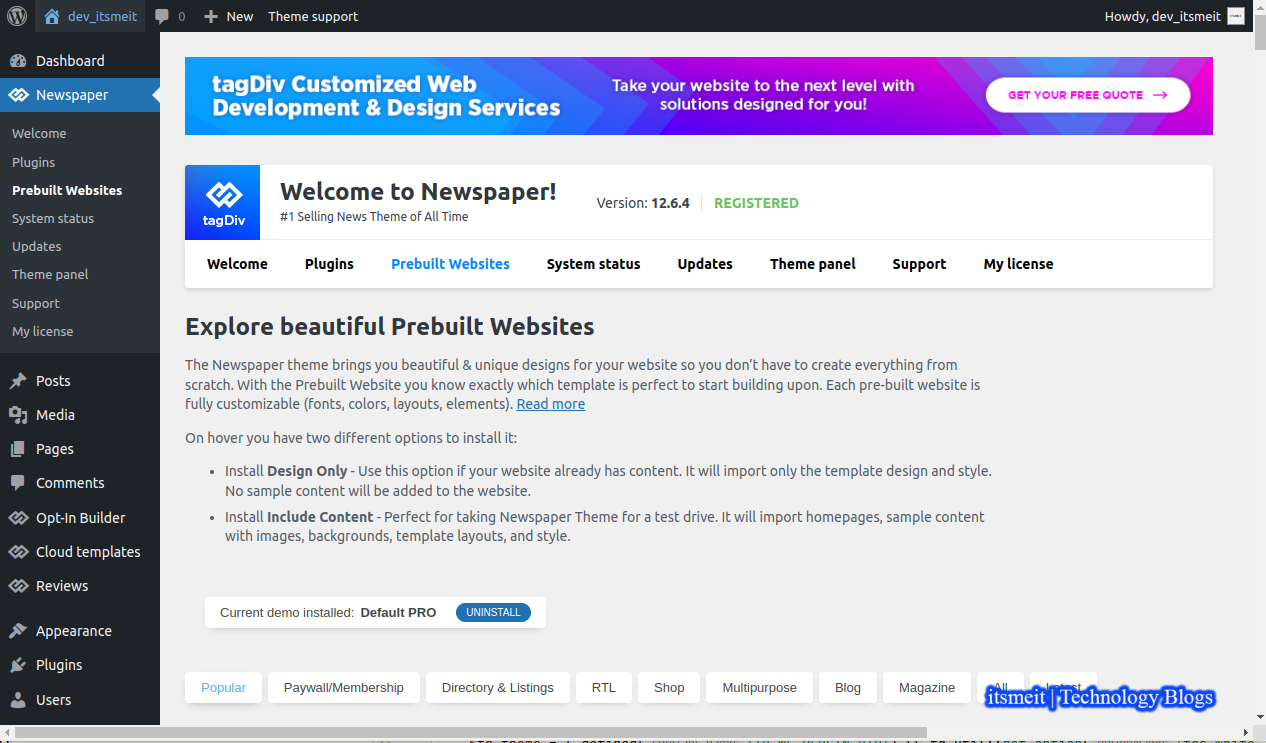 dev_itsmeit 0 New Theme support Howdy, dev_itsmeit
Dashboard
Newspaper
Welcome
Plugins
Prebuilt Websites
System status
Updates
Theme panel
Support
My license
Posts
Media
Pages
Comments
Opt-In Builder
Cloud templates
Reviews
Appearance
Plugins
Users
tagDiv Customized Web
Development & Design Services
Take your website to the next level with
solutions designed for you!
GET YOUR FREE QUOTE
tagDiv
Welcome to Newspaper!
#1 Selling News Theme of All Time
Version: 12.6.4 REGISTERED
Welcome Plugins Prebuilt Websites System status Updates Theme panel Support My license
Explore beautiful Prebuilt Websites
The Newspaper theme brings you beautiful & unique designs for your website so you don’t have to create everything from
scratch. With the Prebuilt Website you know exactly which template is perfect to start building upon. Each pre-built website is
fully customizable (fonts, colors, layouts, elements). Read more
On hover you have two different options to install it:
• Install Design Only - Use this option if your website already has content. It will import only the template design and style.
No sample content will be added to the website.
• Install Include Content - Perfect for taking Newspaper Theme for a test drive. It will import homepages, sample content
with images, backgrounds, template layouts, and style.
Current demo installed: Default PRO UNINSTALL
Popular Paywall/Membership Directory & Listings RTL Shop Multipurpose Blog Magazine All Latest
itsmeit | Technology Blogs